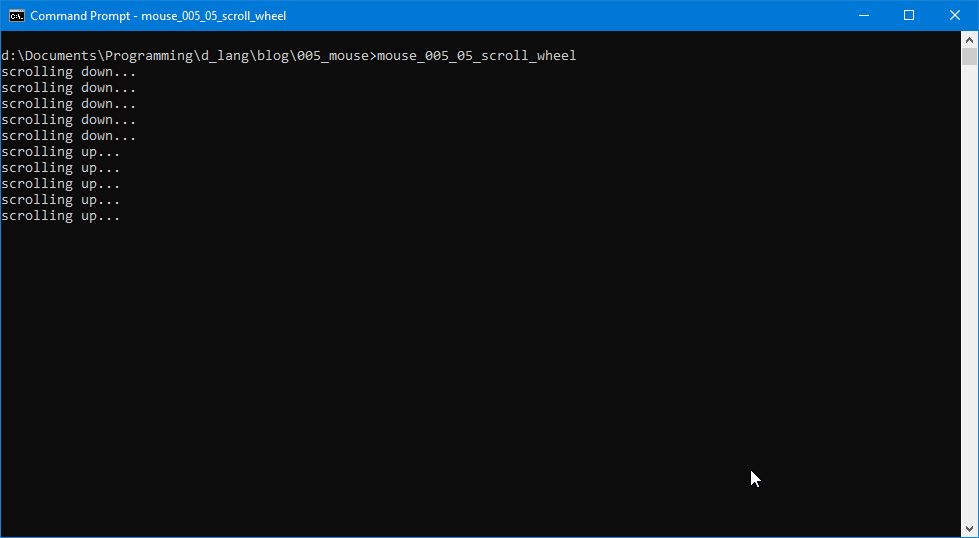 Command Prompt - mouse_005_05_scroll_wheel
d:\Documents\Programming\d_lang\blog\005_mouse>mouse_005_05_scroll_wheel
scrolling down...
scrolling down...
scrolling down...
scrolling down...
scrolling down...
scrolling up...
scrolling up...
scrolling up...
scrolling up...
scrolling up...